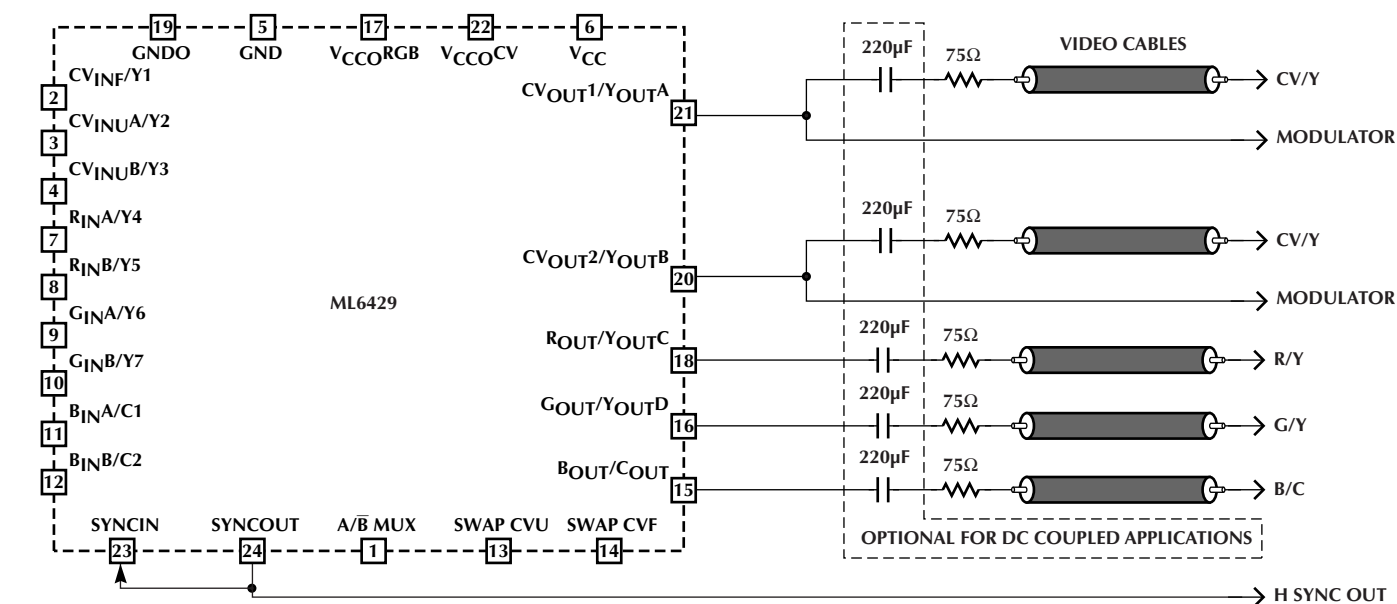 19 5 17 22 6
GNDO GND VCCORGB VCCOCV VCC
CVINF/Y1
2
CVINUA/Y2
3
CVINUB/Y3
4
RINA/Y4
7
RINB/Y5
8
GINA/Y6
9
GINB/Y7
10
BINA/C1
11
BINB/C2
12
ML6429
CVOUT1/YOUTA
21
CVOUT2/YOUTB
20
ROUT/YOUTC
18
GOUT/YOUTD
16
BOUT/COUT
15
SYNCIN SYNCOUT A/B̅ MUX SWAP CVU SWAP CVF
23 24 1 13 14
220µF 75Ω VIDEO CABLES
CV/Y
MODULATOR
220µF 75Ω
CV/Y
MODULATOR
220µF 75Ω
R/Y
220µF 75Ω
G/Y
220µF 75Ω
B/C
OPTIONAL FOR DC COUPLED APPLICATIONS
H SYNC OUT